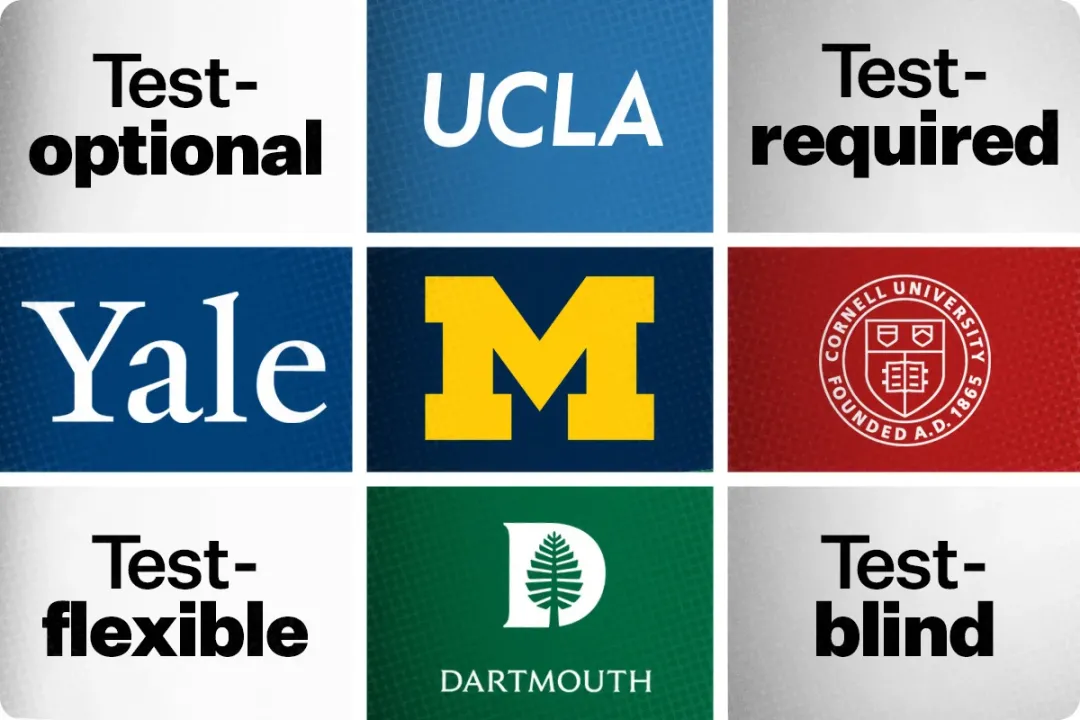 Test-
optional
UCLA
Test-
required
Yale
M
CORNELL UNIVERSITY
FOUNDED A.D. 1865
Test-
flexible
D
DARTMOUTH
Test-
blind